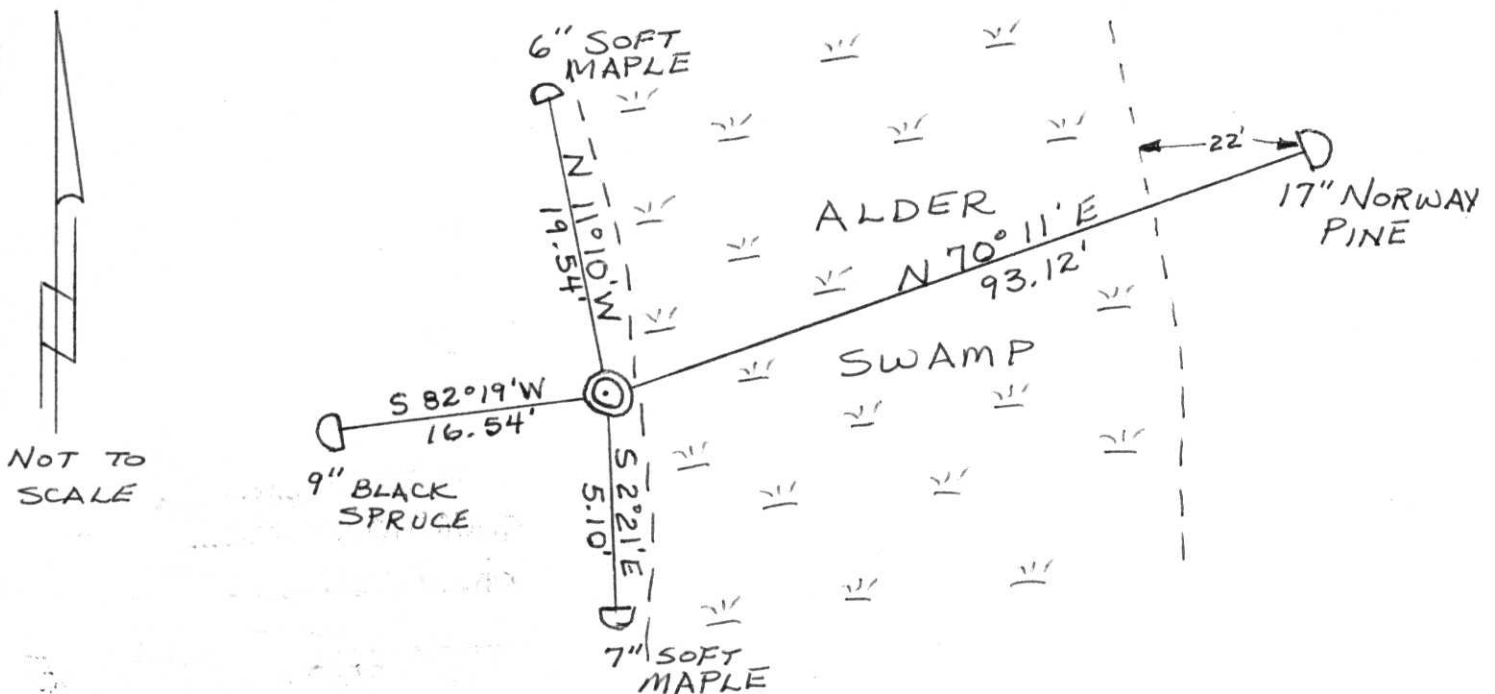 6" SOFT
MAPLE
22'
17" NORWAY
PINE
ALDER
N 70° 11' E
93.12'
N 11°10' W
19.54'
SWAMP
S 82°19' W
16.54'
NOT TO
SCALE
9" BLACK
SPRUCE
S 2°21' E
5.10'
7" SOFT
MAPLE